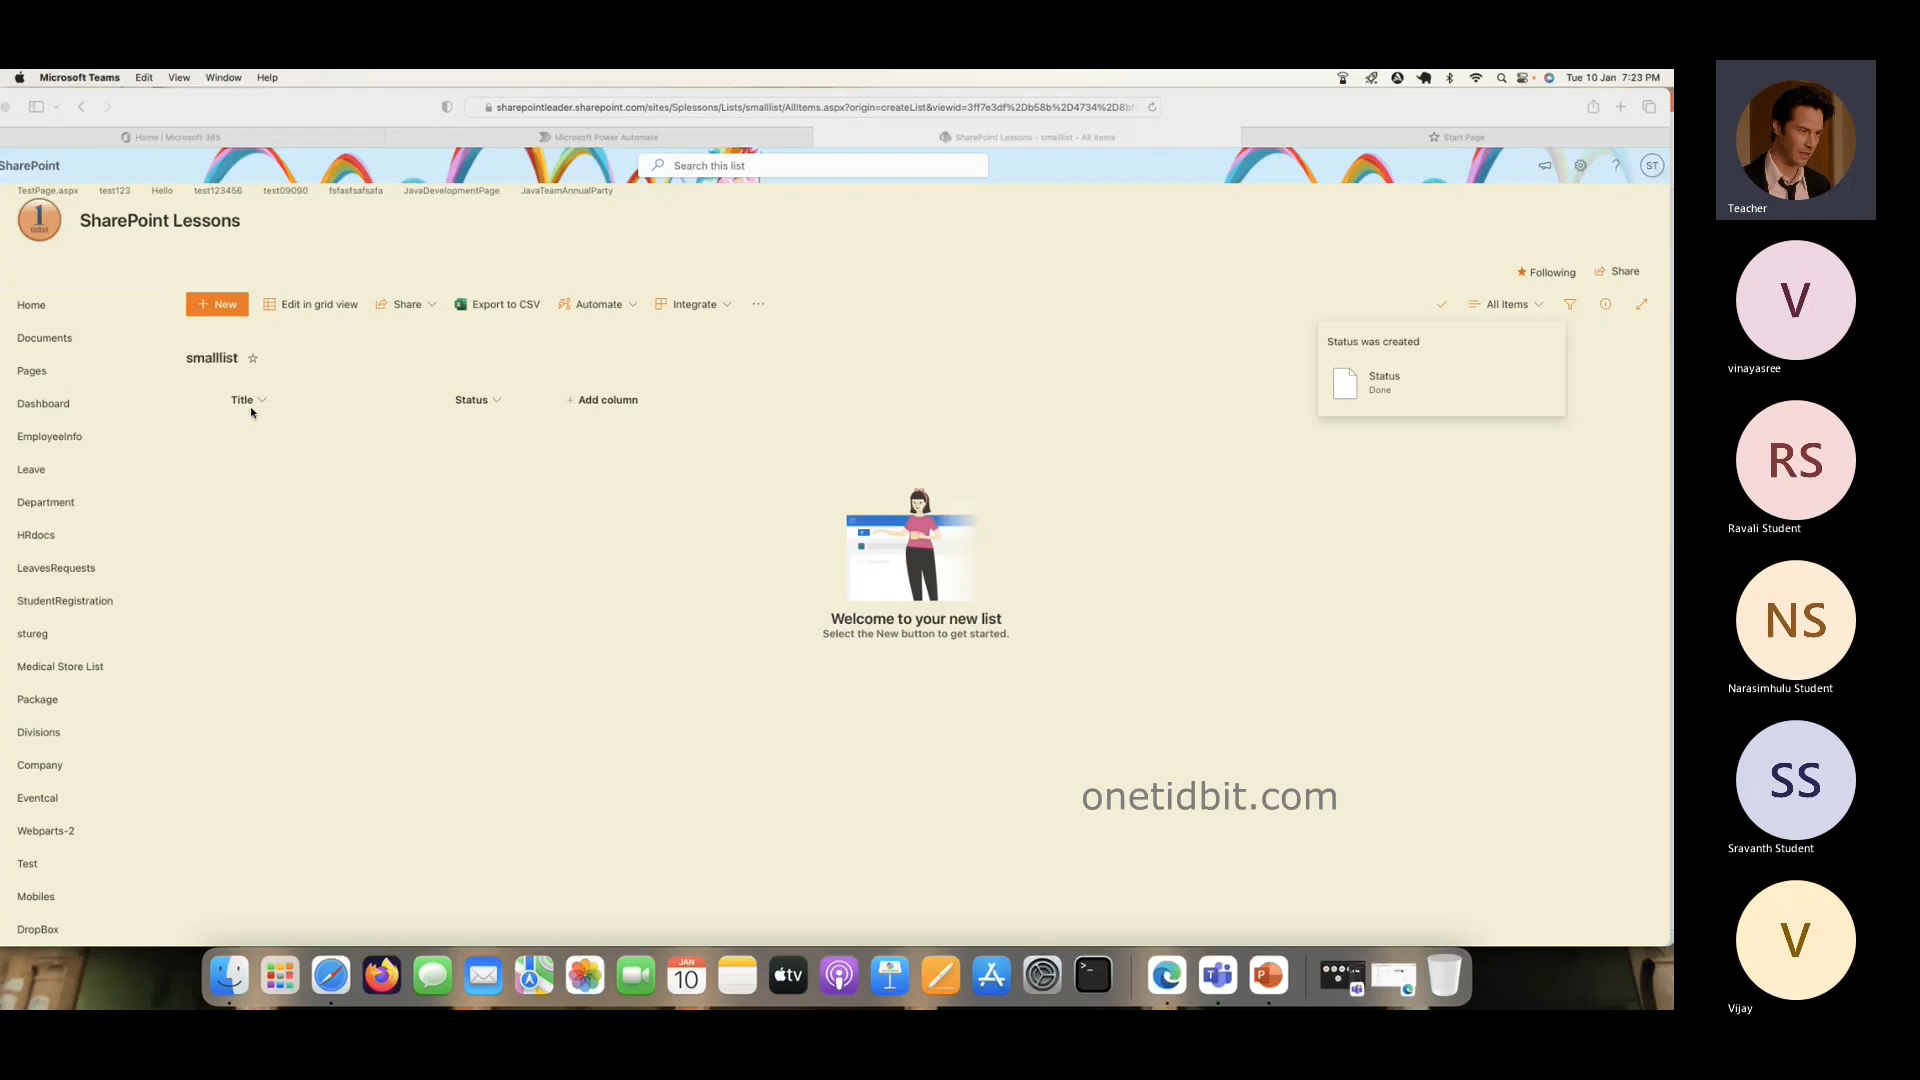 Microsoft Teams Edit View Window Help Tue 10 Jan 7:23 PM
sharepointleader.sharepoint.com/sites/Splessons/Lists/smalllist/AllItems.aspx?origin=createList&viewid=3ff7e3df%2Db58b%2D4734%2D8bf
Home | Microsoft 365 Microsoft Power Automate SharePoint Lessons - smalllist - All Items Start Page
SharePoint Search this list ? ST
TestPage.aspx test123 Hello test123456 test09090 fsfasfsafsafa JavaDevelopmentPage JavaTeamAnnualParty
1
tidbit
SharePoint Lessons
Following Share
+ New Edit in grid view Share Export to CSV Automate Integrate ··· All Items
Status was created
Status
Done
smalllist
Title Status + Add column
Home
Documents
Pages
Dashboard
EmployeeInfo
Leave
Department
HRdocs
LeavesRequests
StudentRegistration
stureg
Medical Store List
Package
Divisions
Company
Eventcal
Webparts-2
Test
Mobiles
DropBox
Welcome to your new list
Select the New button to get started.
onetidbit.com
JAN
10
tv
Teacher
V
vinayasree
RS
Ravali Student
NS
Narasimhulu Student
SS
Sravanth Student
V
Vijay